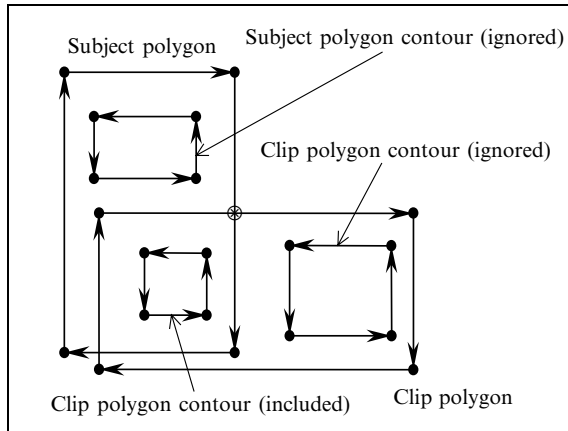 Subject polygon contour (ignored)
Subject polygon
Clip polygon contour (ignored)
Clip polygon
Clip polygon contour (included)